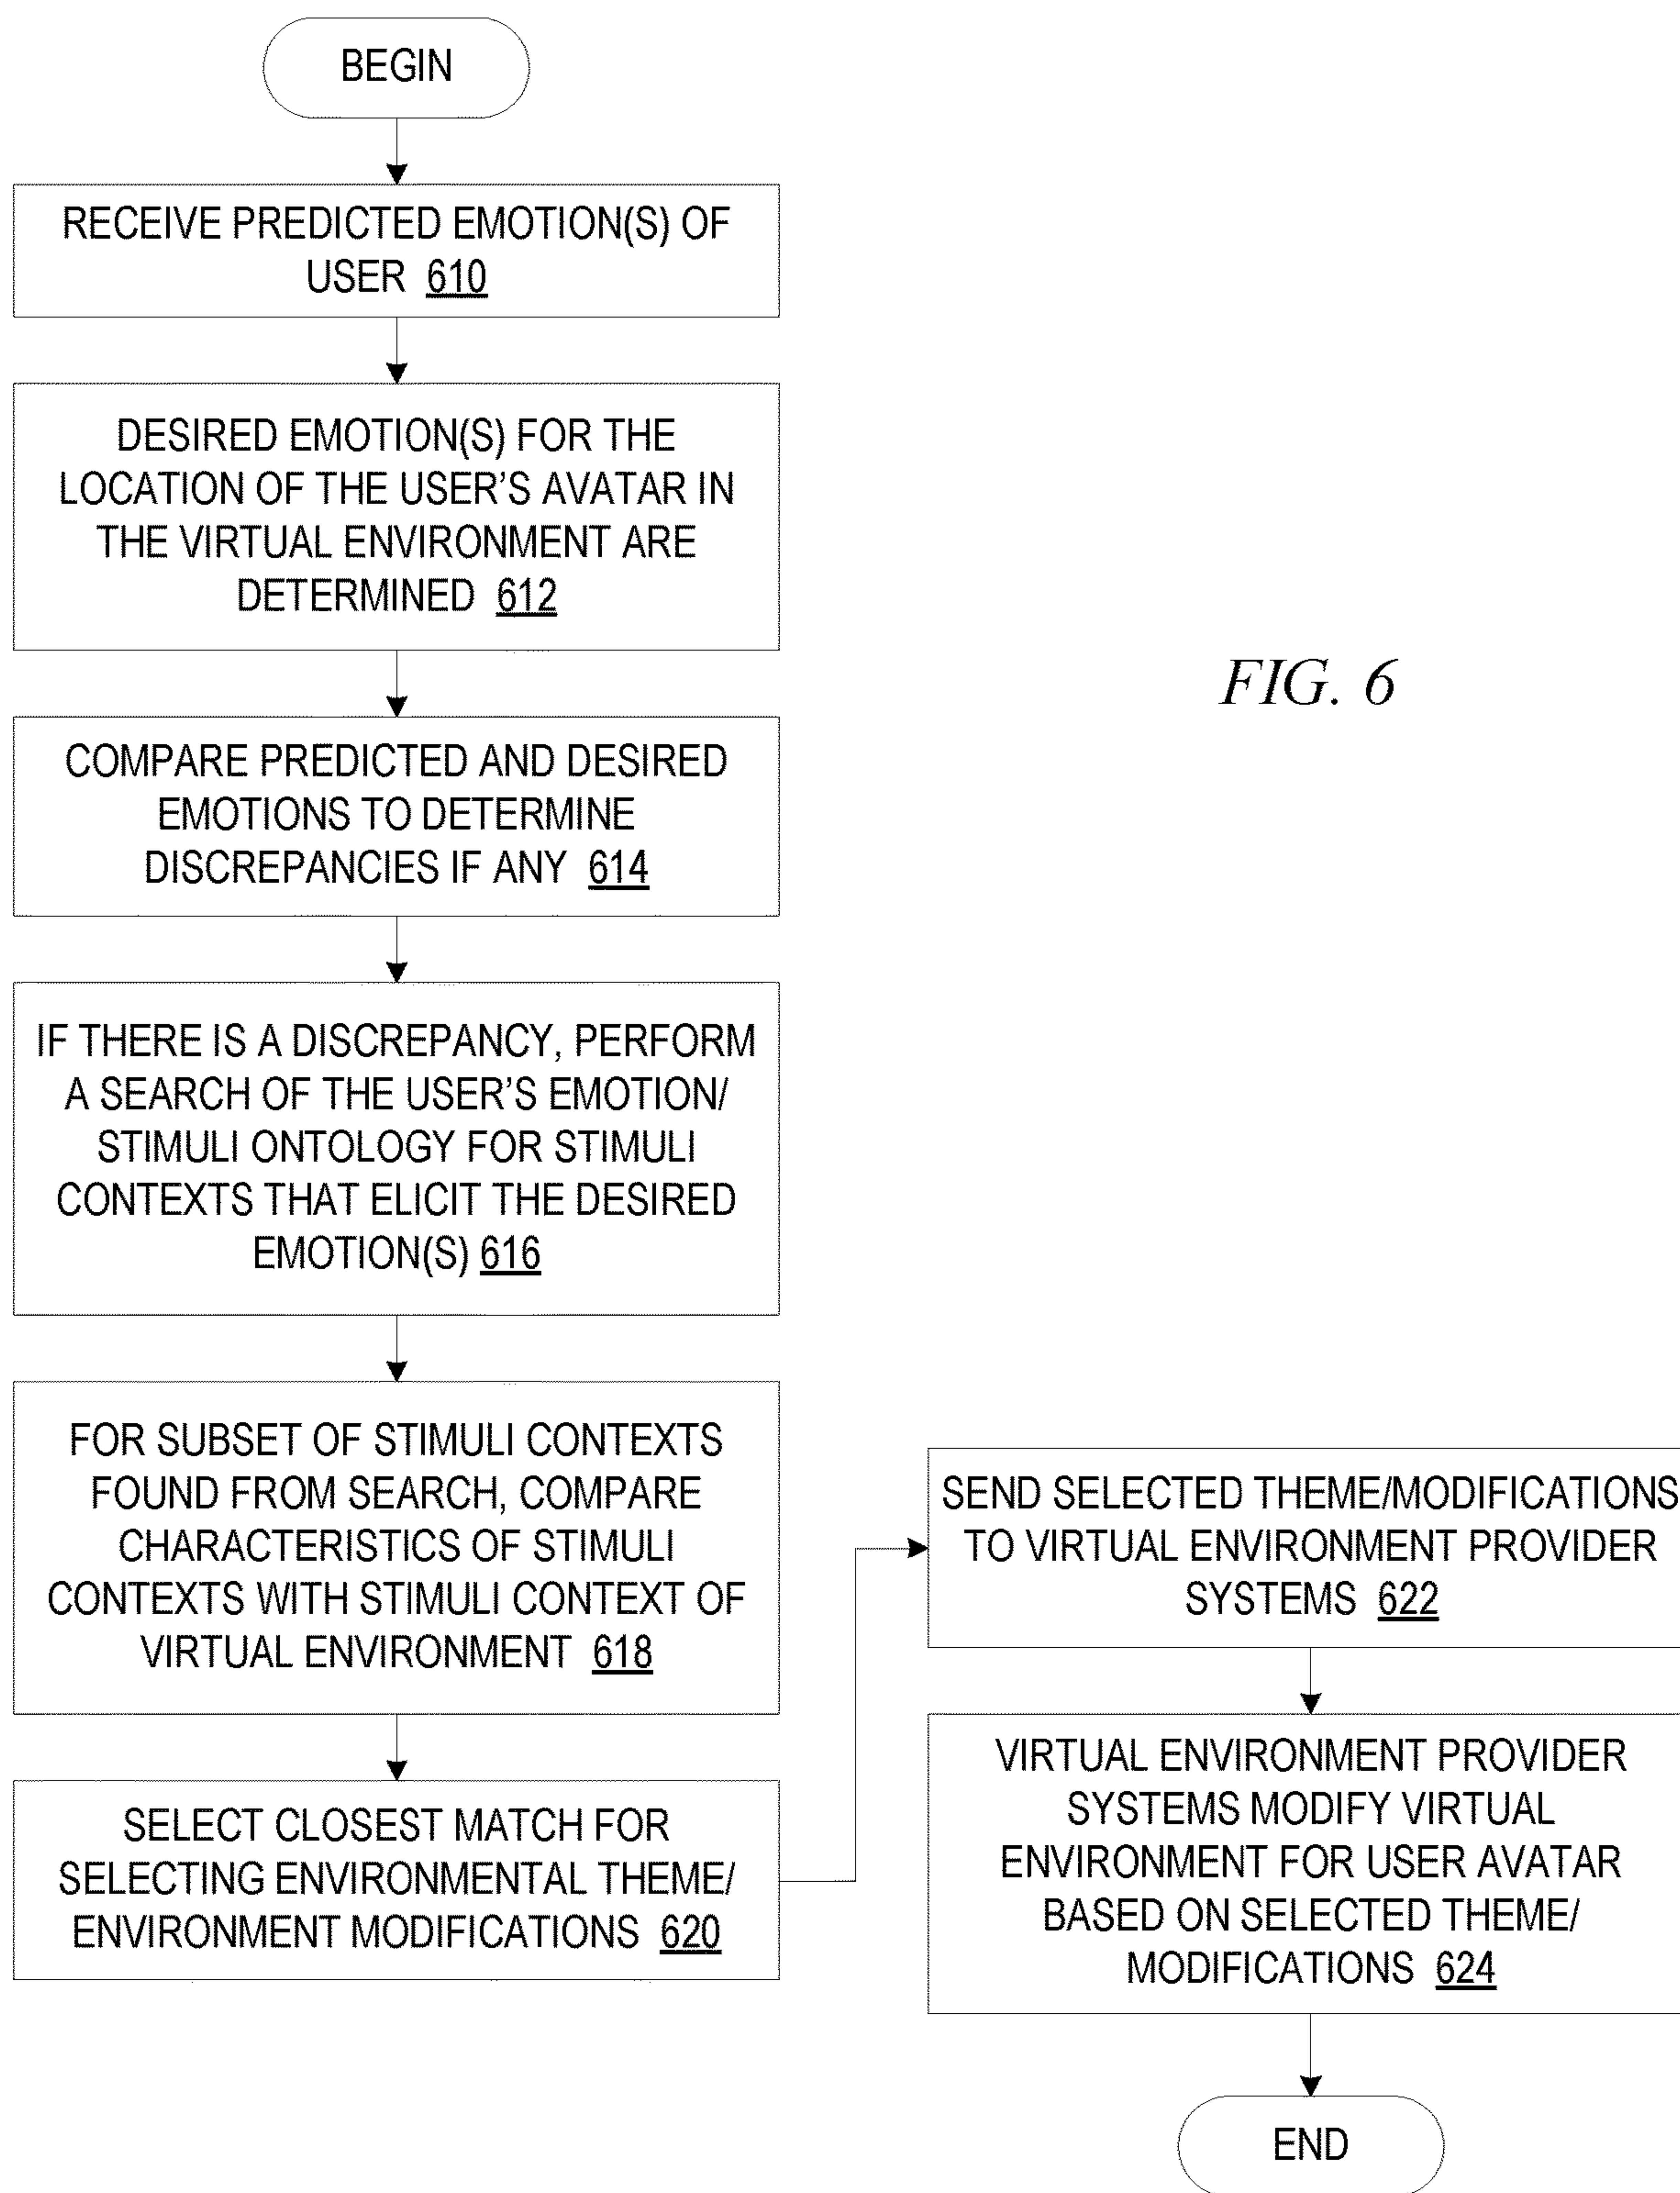 BEGIN
RECEIVE PREDICTED EMOTION(S) OF
USER 610
DESIRED EMOTION(S) FOR THE
LOCATION OF THE USER'S AVATAR IN
THE VIRTUAL ENVIRONMENT ARE
DETERMINED 612
COMPARE PREDICTED AND DESIRED
EMOTIONS TO DETERMINE
DISCREPANCIES IF ANY 614
IF THERE IS A DISCREPANCY, PERFORM
A SEARCH OF THE USER'S EMOTION/
STIMULI ONTOLOGY FOR STIMULI
CONTEXTS THAT ELICIT THE DESIRED
EMOTION(S) 616
FOR SUBSET OF STIMULI CONTEXTS
FOUND FROM SEARCH, COMPARE
CHARACTERISTICS OF STIMULI
CONTEXTS WITH STIMULI CONTEXT OF
VIRTUAL ENVIRONMENT 618
SELECT CLOSEST MATCH FOR
SELECTING ENVIRONMENTAL THEME/
ENVIRONMENT MODIFICATIONS 620
SEND SELECTED THEME/MODIFICATIONS
TO VIRTUAL ENVIRONMENT PROVIDER
SYSTEMS 622
VIRTUAL ENVIRONMENT PROVIDER
SYSTEMS MODIFY VIRTUAL
ENVIRONMENT FOR USER AVATAR
BASED ON SELECTED THEME/
MODIFICATIONS 624
END
FIG. 6